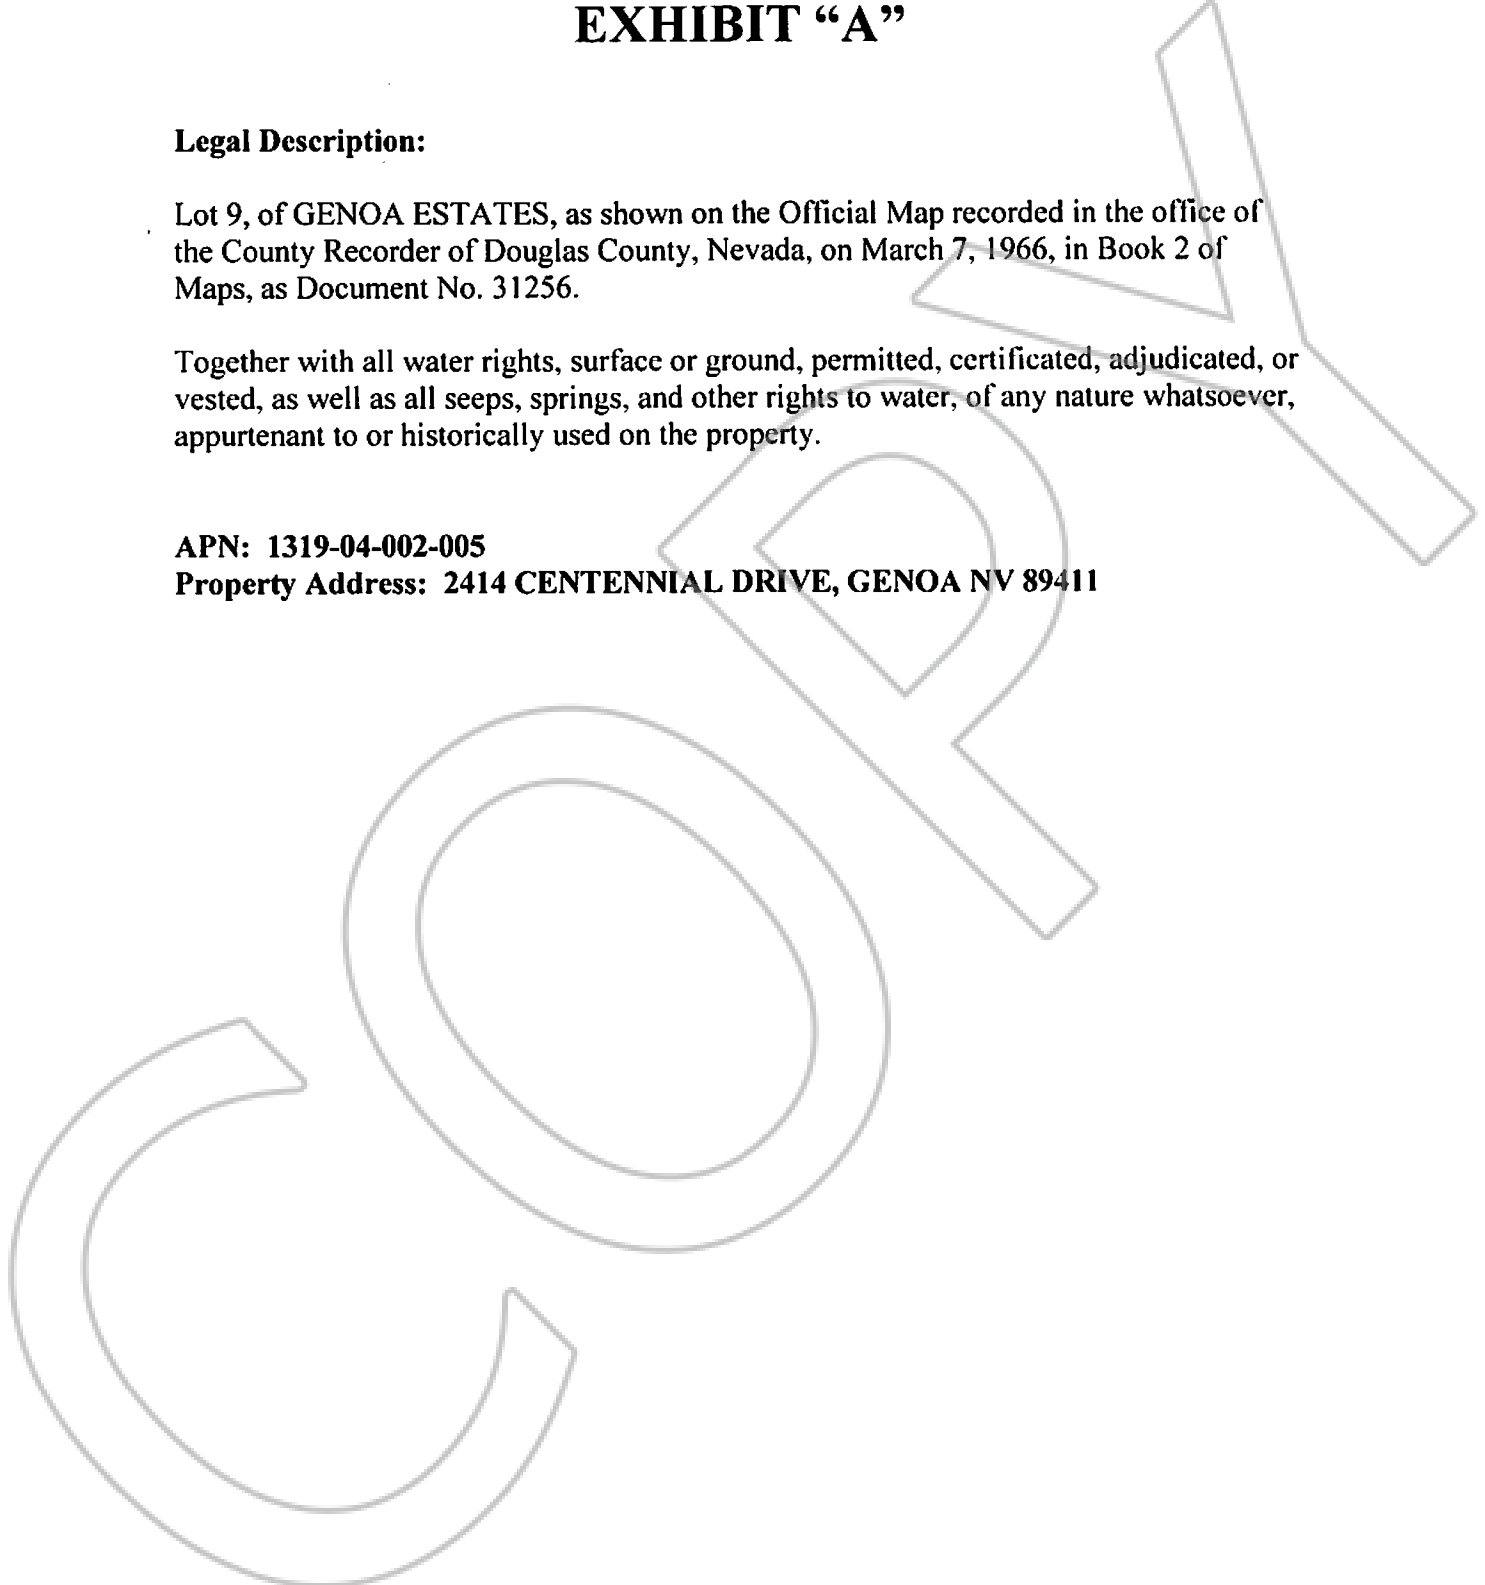 EXHIBIT “A”
Legal Description:
Lot 9, of GENOA ESTATES, as shown on the Official Map recorded in the office of
the County Recorder of Douglas County, Nevada, on March 7, 1966, in Book 2 of
Maps, as Document No. 31256.
Together with all water rights, surface or ground, permitted, certificated, adjudicated, or
vested, as well as all seeps, springs, and other rights to water, of any nature whatsoever,
appurtenant to or historically used on the property.
APN: 1319-04-002-005
Property Address: 2414 CENTENNIAL DRIVE, GENOA NV 89411
COPY